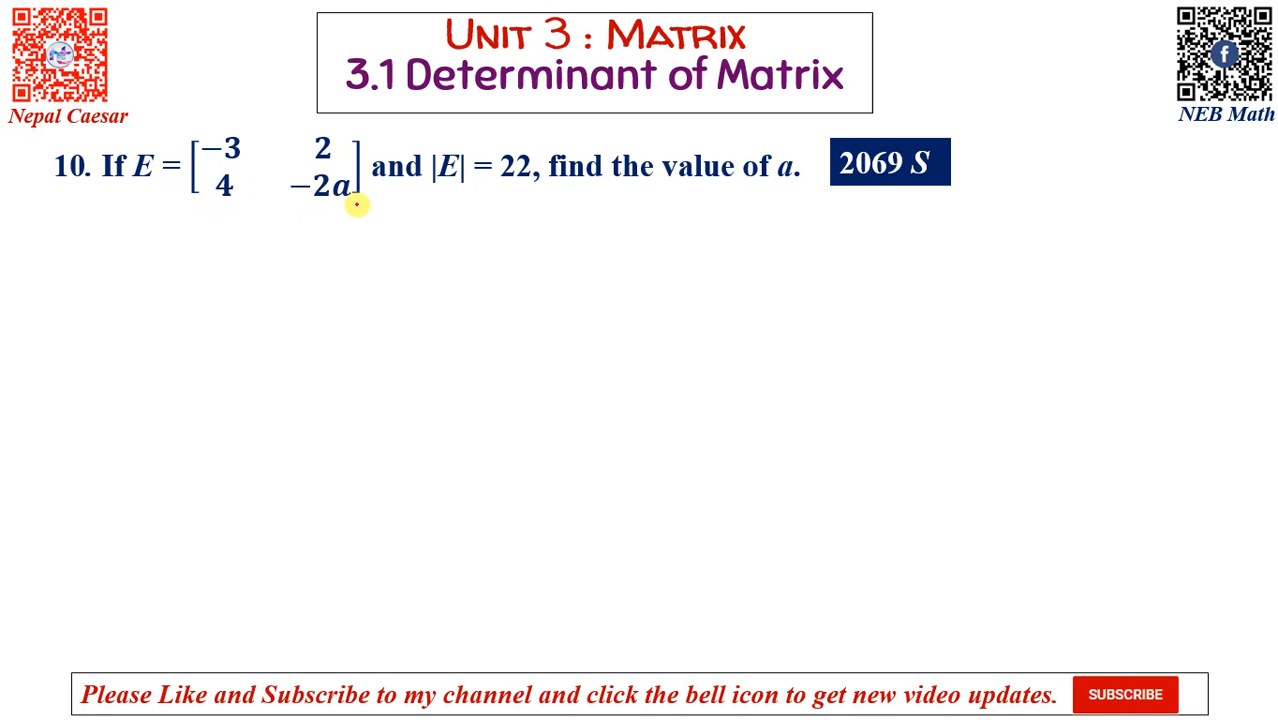 Unit 3 : Matrix
3.1 Determinant of Matrix
Nepal Caesar
f
NEB Math
10. If E = [−3 2
4 −2a] and |E| = 22, find the value of a.
2069 S
Please Like and Subscribe to my channel and click the bell icon to get new video updates.
SUBSCRIBE